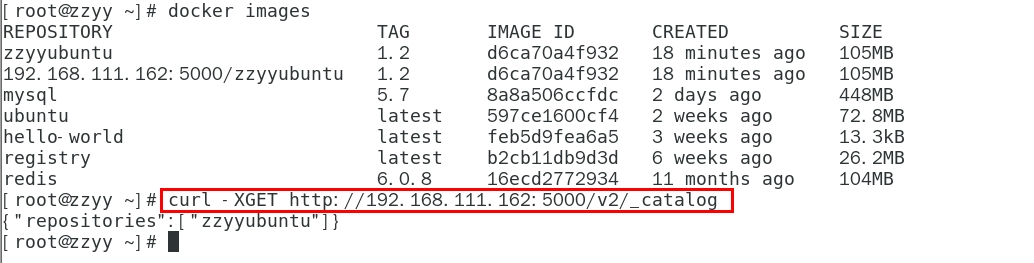 [root@zzyy ~]# docker images
REPOSITORY TAG IMAGE ID CREATED SIZE
zzyyubuntu 1.2 d6ca70a4f932 18 minutes ago 105MB
192.168.111.162:5000/zzyyubuntu 1.2 d6ca70a4f932 18 minutes ago 105MB
mysql 5.7 8a8a506ccfdc 2 days ago 448MB
ubuntu latest 597ce1600cf4 2 weeks ago 72.8MB
hello-world latest feb5d9fea6a5 3 weeks ago 13.3kB
registry latest b2cb11db9d3d 6 weeks ago 26.2MB
redis 6.0.8 16ecd2772934 11 months ago 104MB
[root@zzyy ~]# curl -XGET http://192.168.111.162:5000/v2/_catalog
{"repositories":["zzyyubuntu"]}
[root@zzyy ~]#